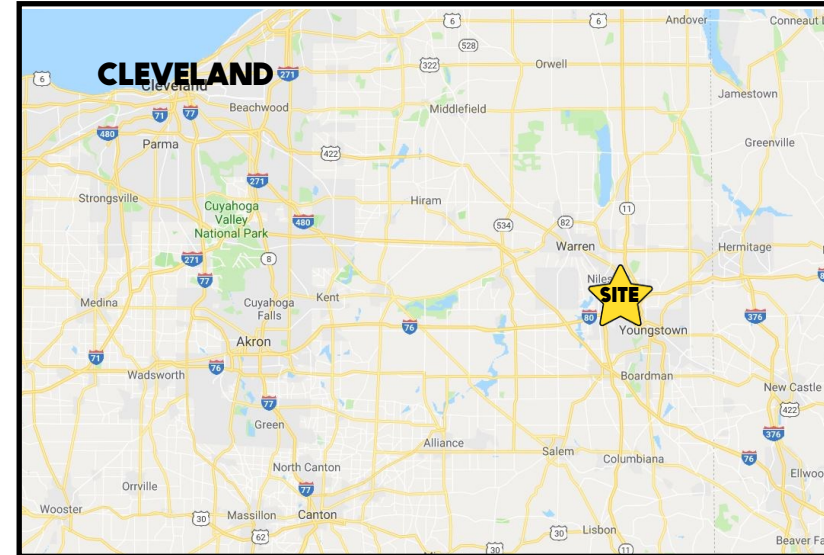 6
6
Andover
Conneaut L
528
322
Orwell
CLEVELAND
271
6
Cleveland
Jamestown
Beachwood
Middlefield
71
77
480
Parma
Greenville
422
271
Strongsville
Cuyahoga
Valley
National Park
Hiram
11
480
534
82
Warren
Hermitage
271
8
77
Niles
SITE
Medina
Cuyahoga
Falls
Kent
80
376
76
Youngstown
Akron
71
76
Wadsworth
Boardman
New Castle
77
422
Green
376
Alliance
Salem
Columbiana
76
North Canton
Ellwoo
Orrville
77
Wooster
30
Massillon
Canton
62
30
Lisbon
30
11
Beaver Fa